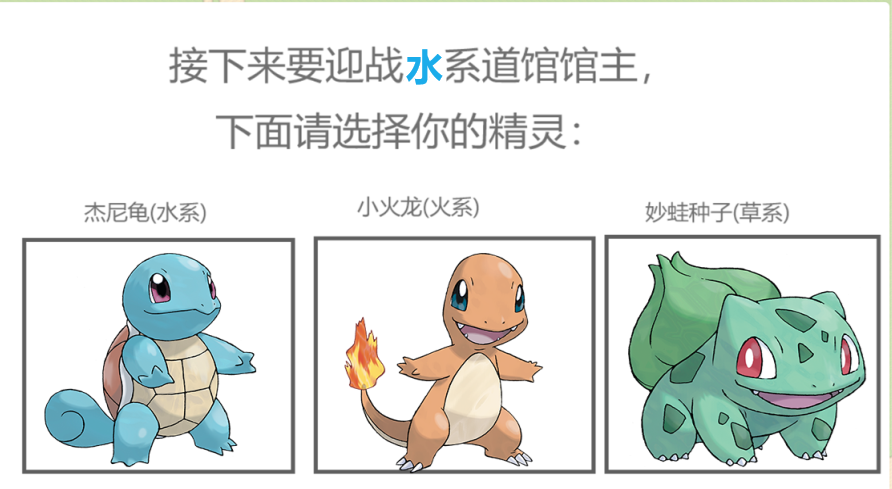 接下来要迎战水系道馆馆主，
下面请选择你的精灵：
杰尼龟(水系)
小火龙(火系)
妙蛙种子(草系)